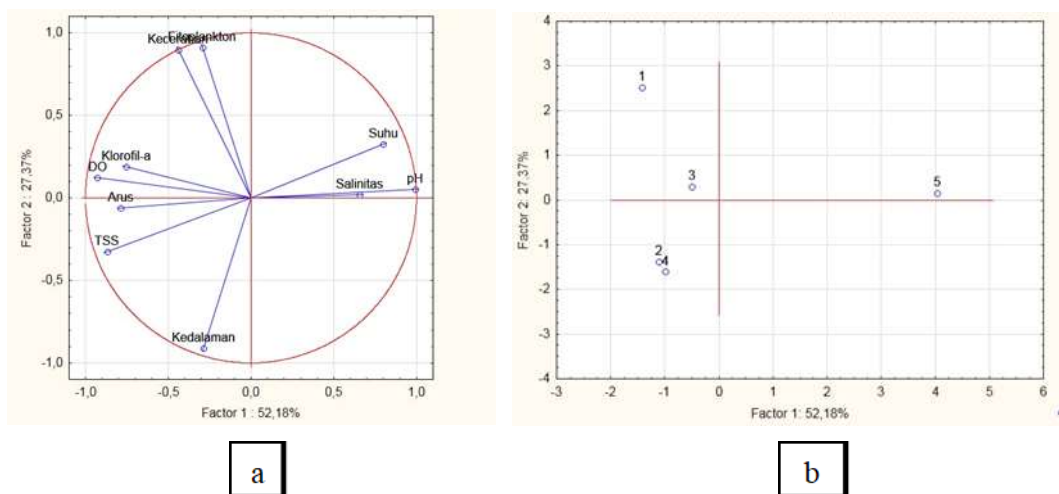 1,0
0,5
0,0
-0,5
-1,0
Factor 2 : 27,37%
Kecerahan
Fitoplankton
Suhu
Klorofil-a
DO
pH
Salinitas
Arus
TSS
Kedalaman
-1,0 -0,5 0,0 0,5 1,0
Factor 1 : 52,18%
a
4
3
2
1
0
-1
-2
-3
-4
Factor 2: 27,37%
1
3
5
2
4
-3 -2 -1 0 1 2 3 4 5 6
Factor 1: 52,18%
b